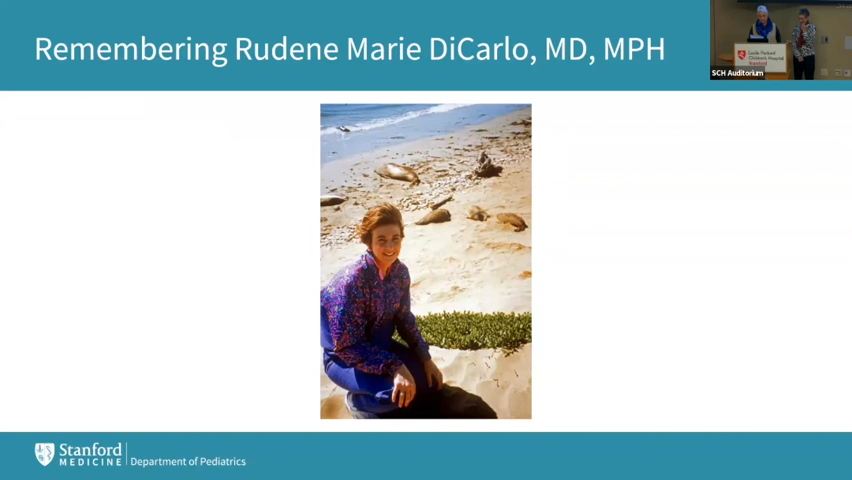 Remembering Rudene Marie DiCarlo, MD, MPH
Lucile Packard
Children's Hospital
Stanford
SCH Auditorium
Stanford
MEDICINE
Department of Pediatrics